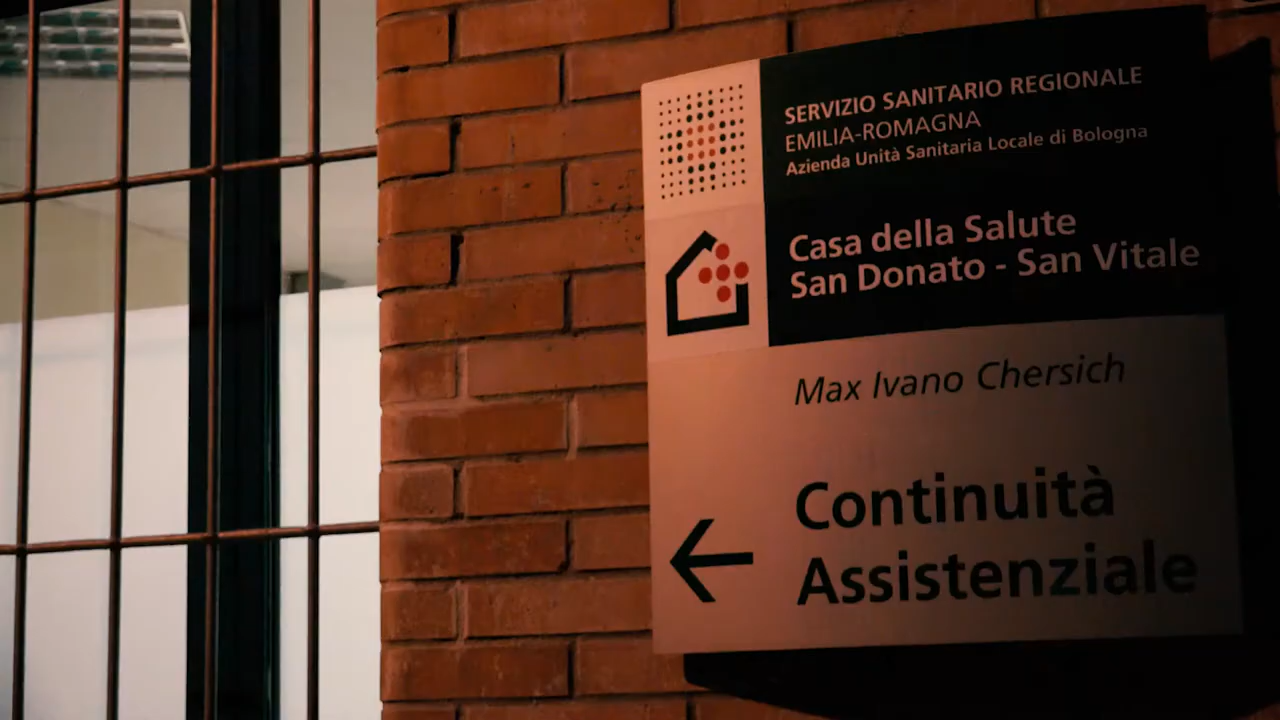 SERVIZIO SANITARIO REGIONALE
EMILIA-ROMAGNA
Azienda Unità Sanitaria Locale di Bologna
Casa della Salute
San Donato - San Vitale
Max Ivano Chersich
Continuità
Assistenziale